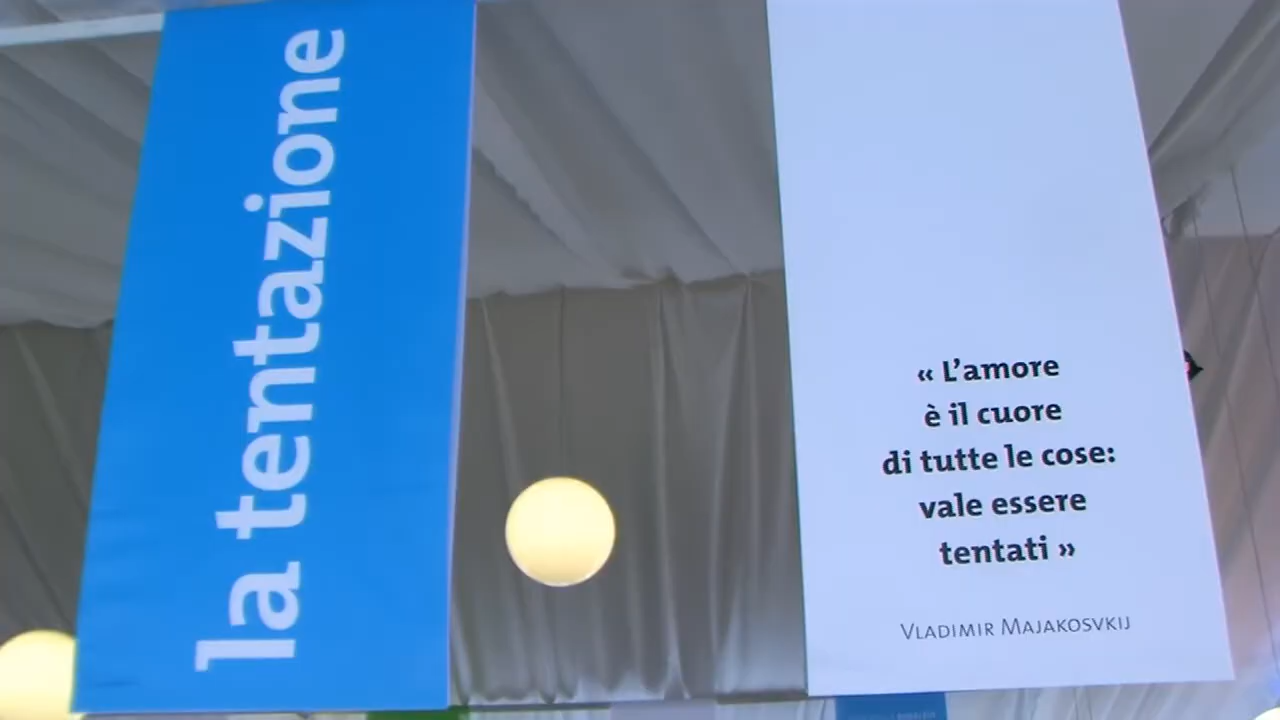 la tentazione
« L’amore
è il cuore
di tutte le cose:
vale essere
tentati »
VLADIMIR MAJAKOSVKIJ